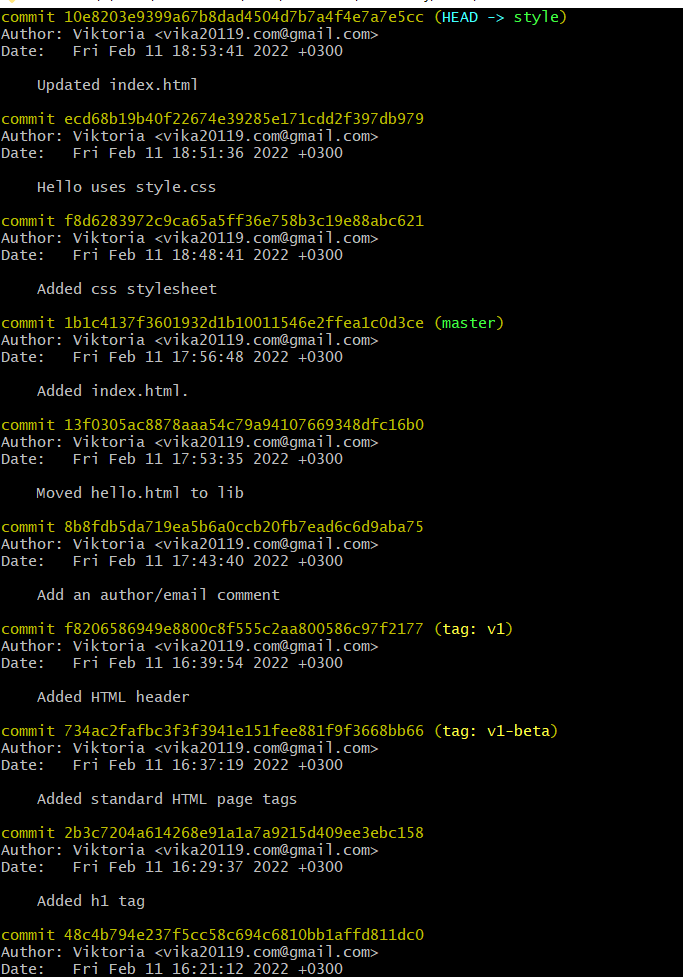 commit 10e8203e9399a67b8dad4504d7b7a4f4e7a7e5cc (HEAD -> style)
Author: Viktoria <vika20119.com@gmail.com>
Date:   Fri Feb 11 18:53:41 2022 +0300
Updated index.html
commit ecd68b19b40f22674e39285e171cdd2f397db979
Author: Viktoria <vika20119.com@gmail.com>
Date:   Fri Feb 11 18:51:36 2022 +0300
Hello uses style.css
commit f8d6283972c9ca65a5ff36e758b3c19e88abc621
Author: Viktoria <vika20119.com@gmail.com>
Date:   Fri Feb 11 18:48:41 2022 +0300
Added css stylesheet
commit 1b1c4137f3601932d1b10011546e2ffea1c0d3ce (master)
Author: Viktoria <vika20119.com@gmail.com>
Date:   Fri Feb 11 17:56:48 2022 +0300
Added index.html.
commit 13f0305ac8878aaa54c79a94107669348dfc16b0
Author: Viktoria <vika20119.com@gmail.com>
Date:   Fri Feb 11 17:53:35 2022 +0300
Moved hello.html to lib
commit 8b8fdb5da719ea5b6a0ccb20fb7ead6c6d9aba75
Author: Viktoria <vika20119.com@gmail.com>
Date:   Fri Feb 11 17:43:40 2022 +0300
Add an author/email comment
commit f8206586949e8800c8f555c2aa800586c97f2177 (tag: v1)
Author: Viktoria <vika20119.com@gmail.com>
Date:   Fri Feb 11 16:39:54 2022 +0300
Added HTML header
commit 734ac2fafbc3f3f3941e151fee881f9f3668bb66 (tag: v1-beta)
Author: Viktoria <vika20119.com@gmail.com>
Date:   Fri Feb 11 16:37:19 2022 +0300
Added standard HTML page tags
commit 2b3c7204a614268e91a1a7a9215d409ee3ebc158
Author: Viktoria <vika20119.com@gmail.com>
Date:   Fri Feb 11 16:29:37 2022 +0300
Added h1 tag
commit 48c4b794e237f5cc58c694c6810bb1affd811dc0
Author: Viktoria <vika20119.com@gmail.com>
Date:   Fri Feb 11 16:21:12 2022 +0300